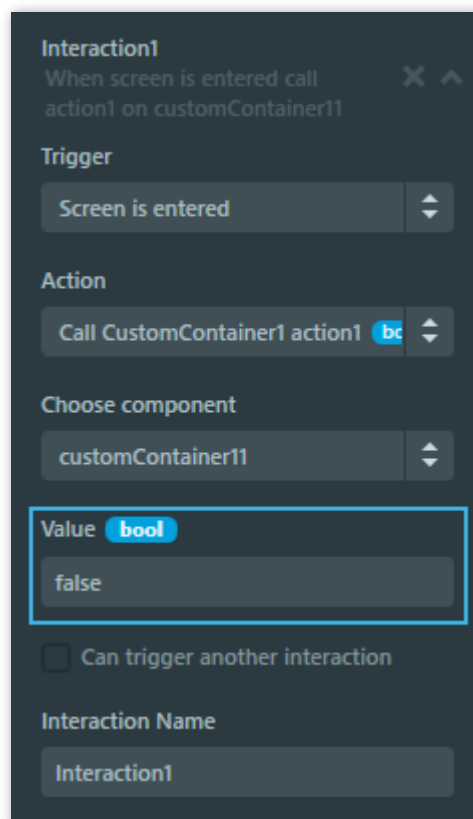 Interaction1
When screen is entered call
action1 on customContainer11
Trigger
Screen is entered
Action
Call CustomContainer1 action1 bo
Choose component
customContainer11
Value bool
false
Can trigger another interaction
Interaction Name
Interaction1